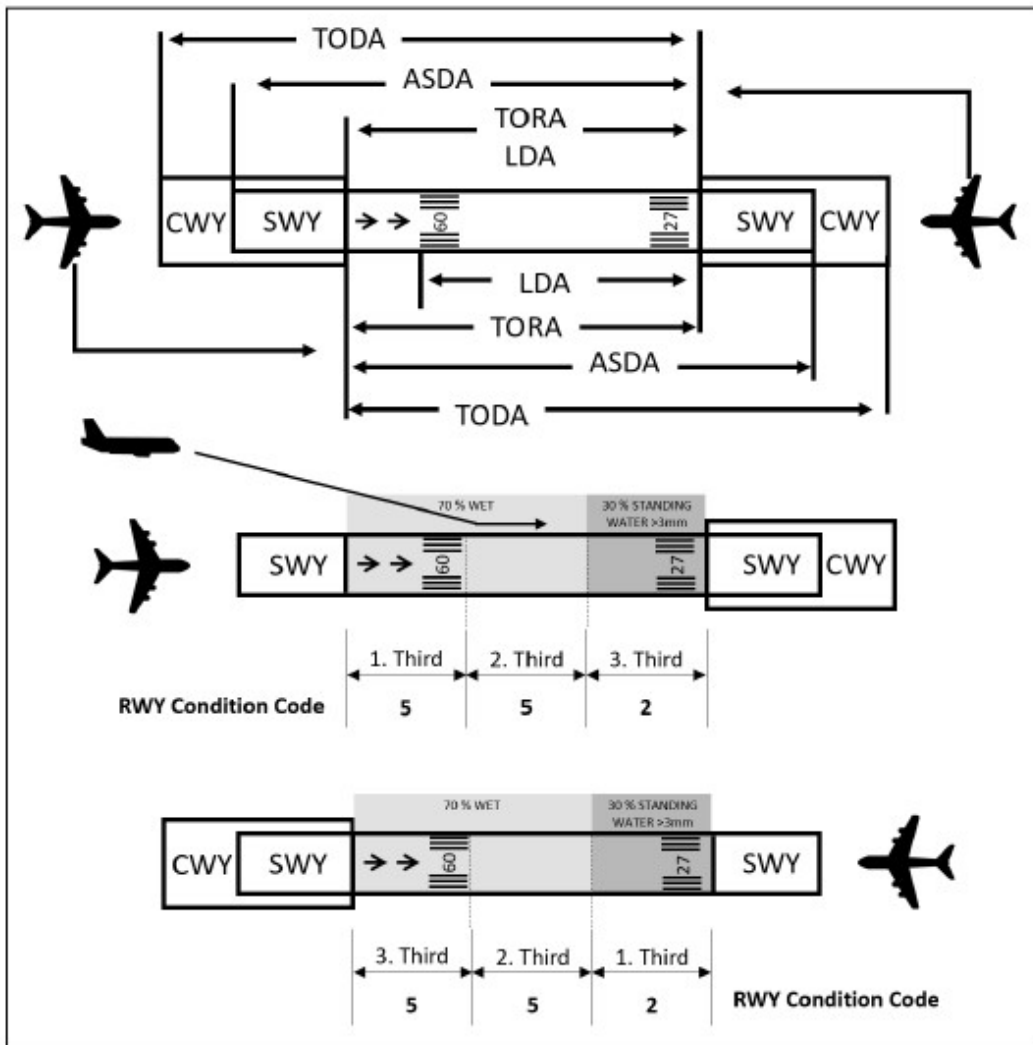 TODA
ASDA
TORA
LDA
CWY SWY 09 27 SWY CWY
LDA
TORA
ASDA
TODA
70 % WET 30 % STANDING
WATER >3mm
SWY 09 27 SWY CWY
1. Third 2. Third 3. Third
RWY Condition Code 5 5 2
70 % WET 30 % STANDING
WATER >3mm
CWY SWY 09 27 SWY
3. Third 2. Third 1. Third
5 5 2 RWY Condition Code